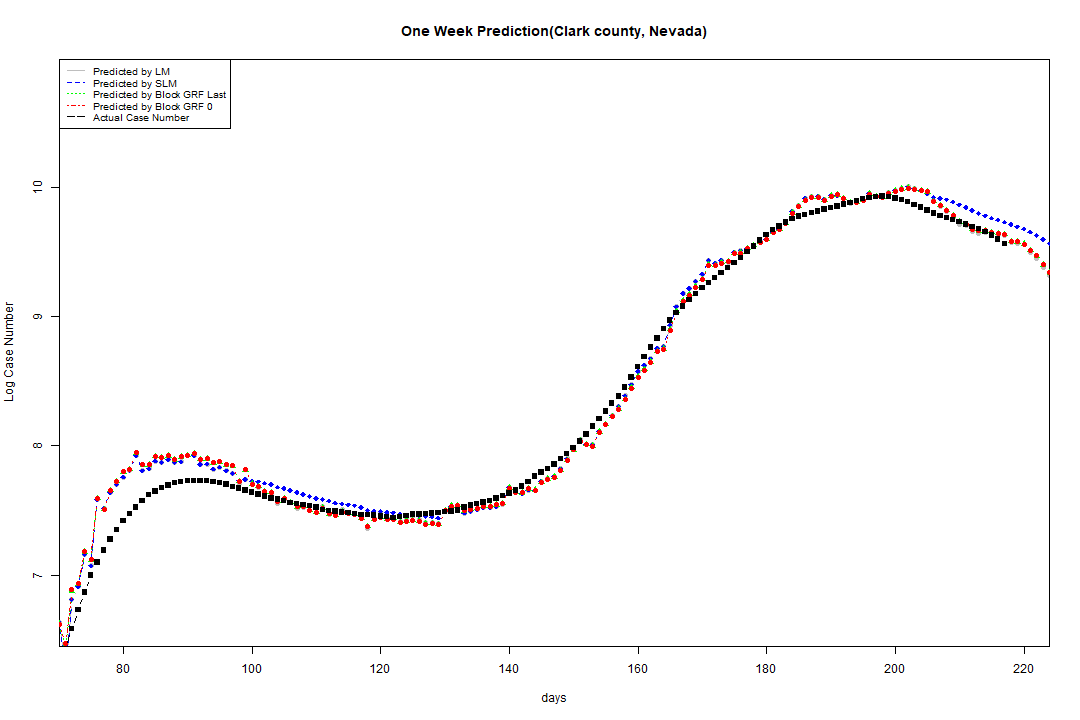 One Week Prediction(Clark county, Nevada)
Predicted by LM
Predicted by SLM
Predicted by Block GRF Last
Predicted by Block GRF 0
Actual Case Number
10
9
8
7
Log Case Number
80 100 120 140 160 180 200 220
days